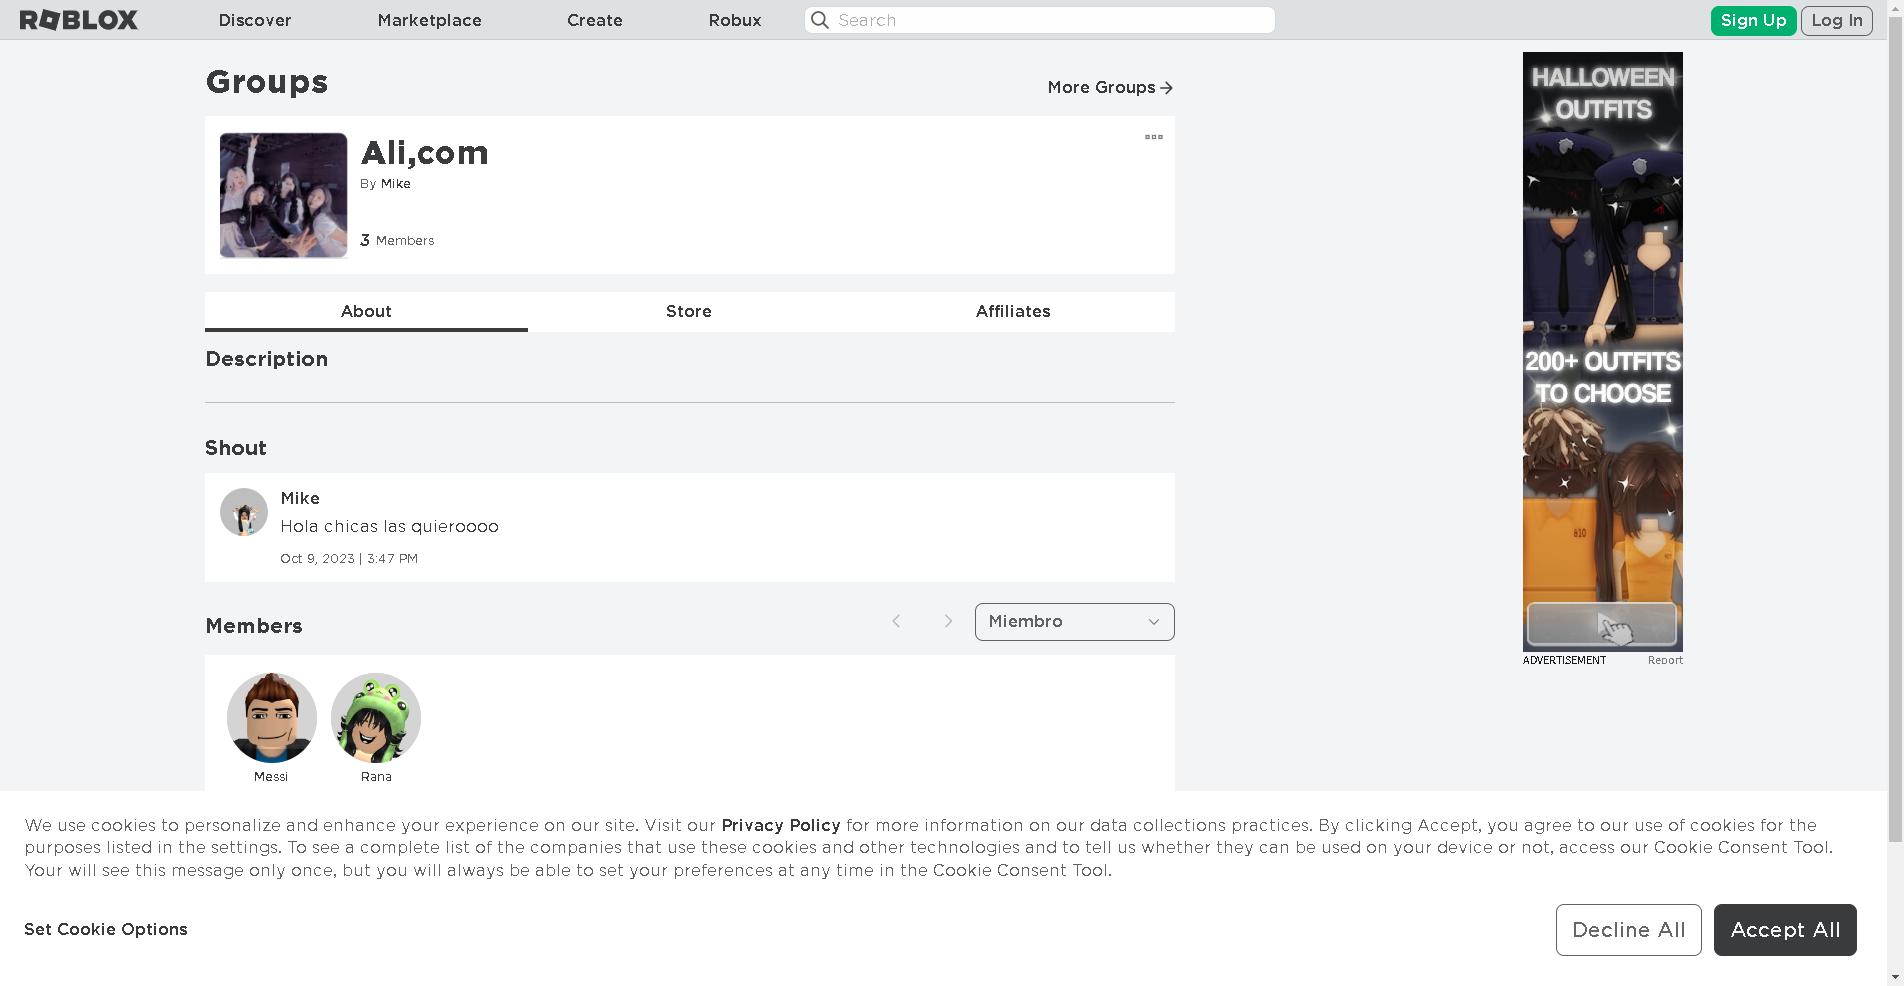 ROBLOX
Discover
Marketplace
Create
Robux
Search
Sign Up
Log In
Groups
More Groups
Ali,com
By Mike
3 Members
About
Store
Affiliates
Description
Shout
Mike
Hola chicas las quieroooo
Oct 9, 2023 | 3:47 PM
Members
Miembro
Messi
Rana
HALLOWEEN
OUTFITS
200+ OUTFITS
TO CHOOSE
ADVERTISEMENT
Report
We use cookies to personalize and enhance your experience on our site. Visit our Privacy Policy for more information on our data collections practices. By clicking Accept, you agree to our use of cookies for the
purposes listed in the settings. To see a complete list of the companies that use these cookies and other technologies and to tell us whether they can be used on your device or not, access our Cookie Consent Tool.
Your will see this message only once, but you will always be able to set your preferences at any time in the Cookie Consent Tool.
Set Cookie Options
Decline All
Accept All